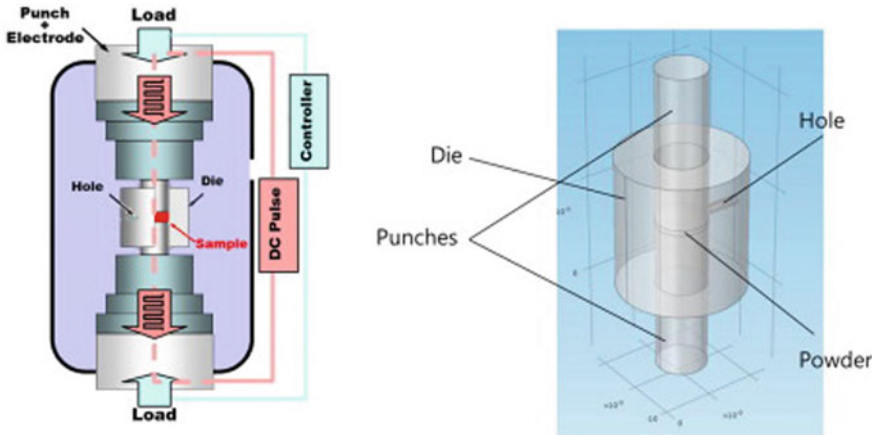 Punch
+
Electrode
Load
Controller
DC Pulse
Hole
Die
Sample
Load
Die
Punches
Hole
Powder